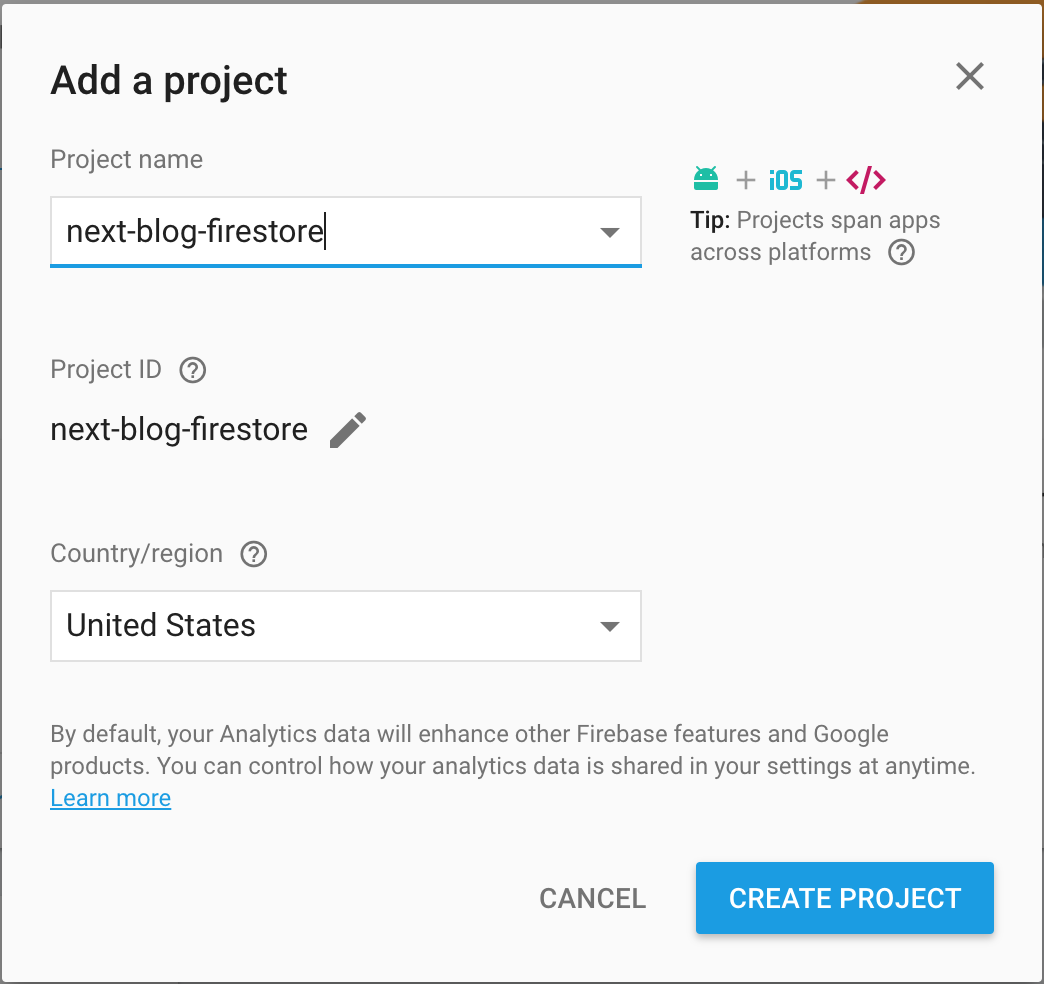 Add a project
Project name
next-blog-firestore
+ iOS + </>
Tip: Projects span apps
across platforms ?
Project ID ?
next-blog-firestore
Country/region ?
United States
By default, your Analytics data will enhance other Firebase features and Google
products. You can control how your analytics data is shared in your settings at anytime.
Learn more
CANCEL
CREATE PROJECT